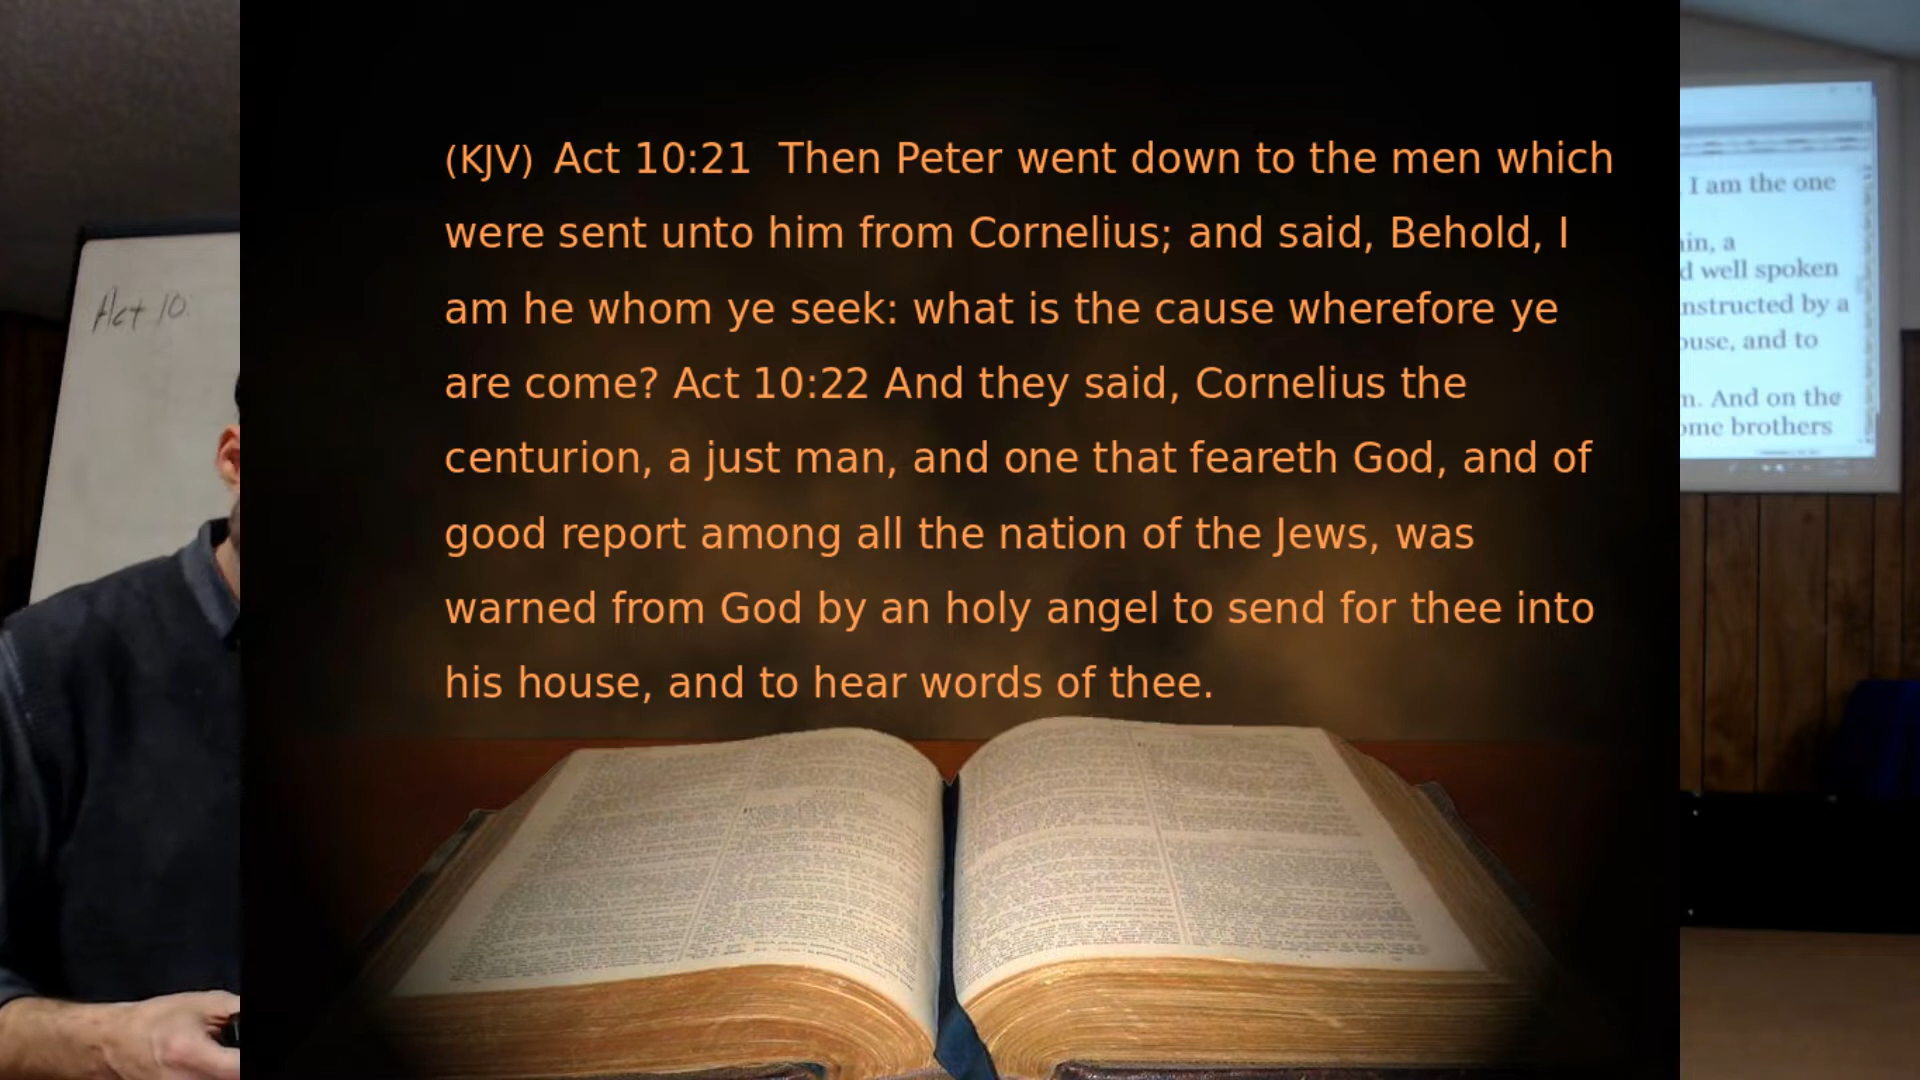 Act 10
(KJV) Act 10:21 Then Peter went down to the men which
were sent unto him from Cornelius; and said, Behold, I
am he whom ye seek: what is the cause wherefore ye
are come? Act 10:22 And they said, Cornelius the
centurion, a just man, and one that feareth God, and of
good report among all the nation of the Jews, was
warned from God by an holy angel to send for thee into
his house, and to hear words of thee.
I am the one
a
well spoken
by a
and to
And on the
brothers